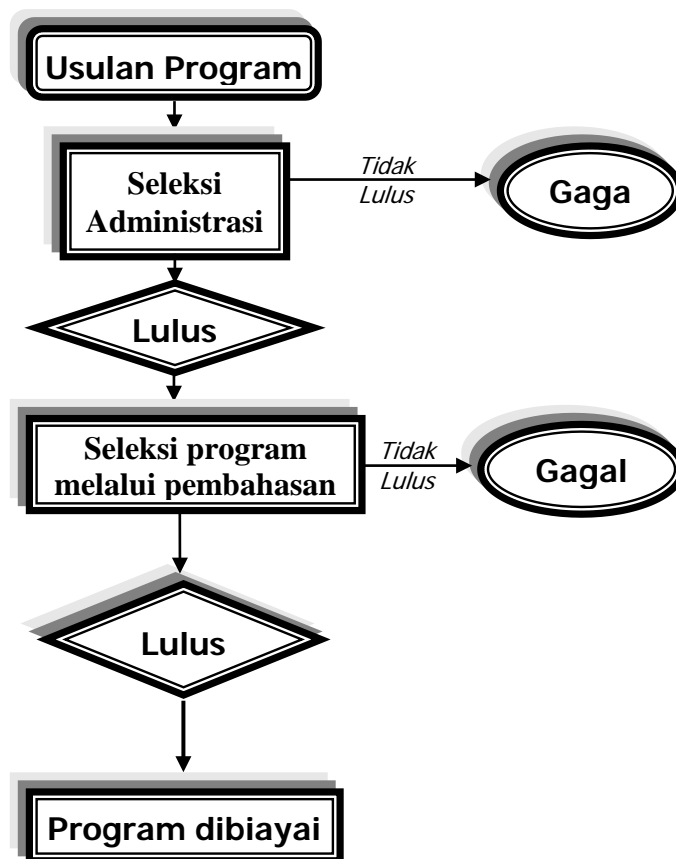 Usulan Program
Seleksi
Administrasi
Tidak
Lulus
Gaga
Lulus
Seleksi program
melalui pembahasan
Tidak
Lulus
Gagal
Lulus
Program dibiayai